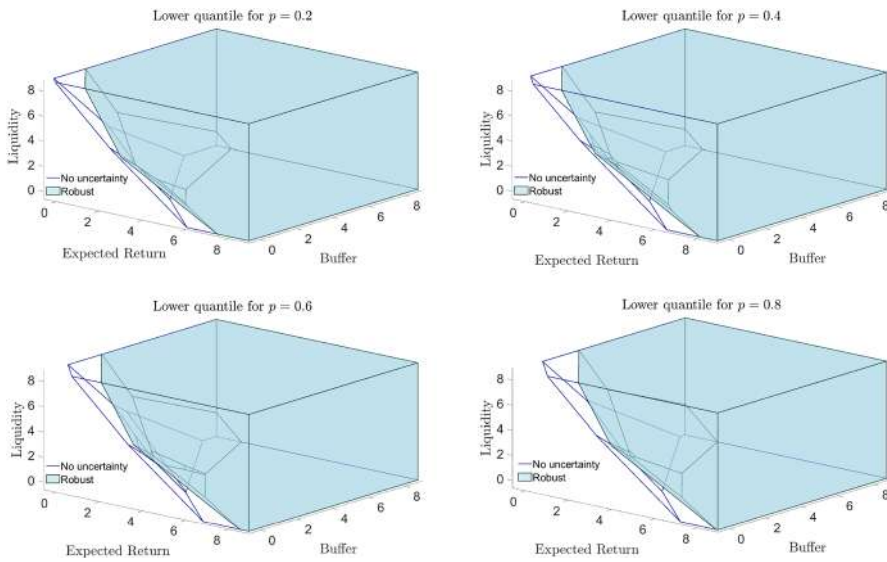 Lower quantile for p = 0.2
Liquidity
8
6
4
2
0
No uncertainty
Robust
0
2
4
6
8
Expected Return
0
2
4
6
8
Buffer
Lower quantile for p = 0.4
Liquidity
8
6
4
2
0
No uncertainty
Robust
0
2
4
6
8
Expected Return
0
2
4
6
8
Buffer
Lower quantile for p = 0.6
Liquidity
8
6
4
2
0
No uncertainty
Robust
0
2
4
6
8
Expected Return
0
2
4
6
8
Buffer
Lower quantile for p = 0.8
Liquidity
8
6
4
2
0
No uncertainty
Robust
0
2
4
6
8
Expected Return
0
2
4
6
8
Buffer